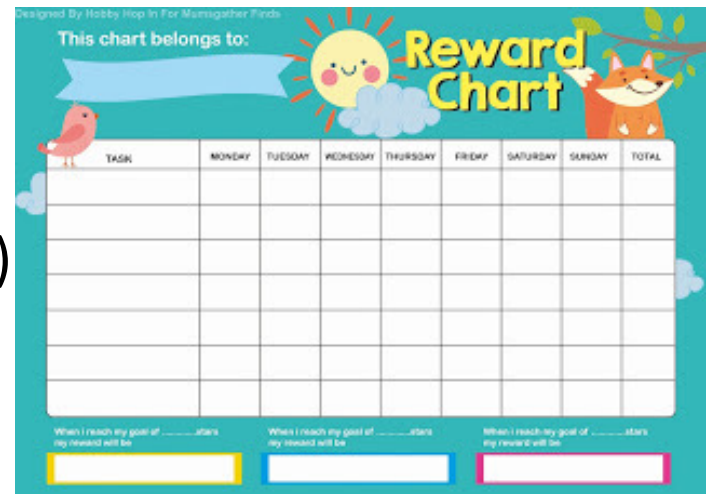 Designed By Hobby Hop In For Mumsgather Finds
This chart belongs to:
Reward
Chart
)
TASK MONDAY TUESDAY WEDNESDAY THURSDAY FRIDAY SATURDAY SUNDAY TOTAL
When i reach my goal of ............stars
my reward will be
When i reach my goal of ............stars
my reward will be
When i reach my goal of ............stars
my reward will be